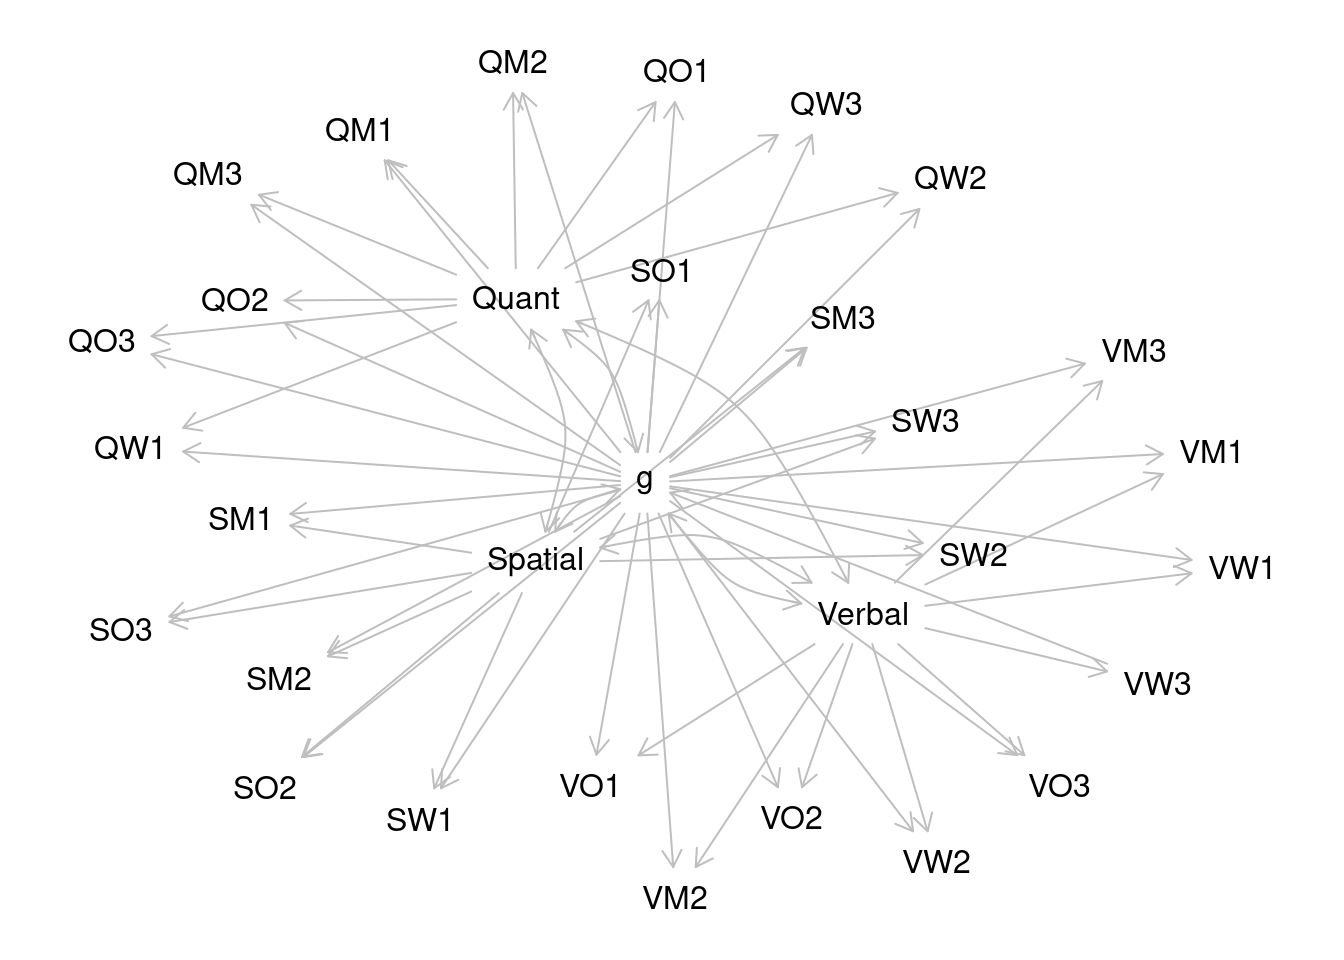 QM2
QO1
QW3
QM1
QM3
QW2
SO1
Quant
QO2
SM3
QO3
VM3
SW3
QW1
VM1
g
SM1
SW2
Spatial
VW1
Verbal
SO3
SM2
VW3
SO2
VO1
VO3
SW1
VO2
VW2
VM2